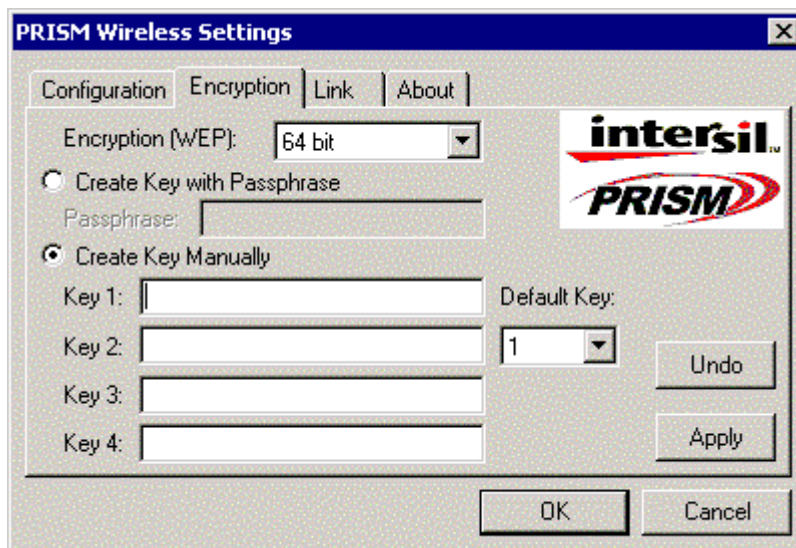 PRISM Wireless Settings
Configuration Encryption Link About
Encryption (WEP): 64 bit
intersil™
PRISM
Create Key with Passphrase
Passphrase:
Create Key Manually
Key 1: Default Key:
Key 2: 1
Undo
Key 3:
Key 4: Apply
OK Cancel